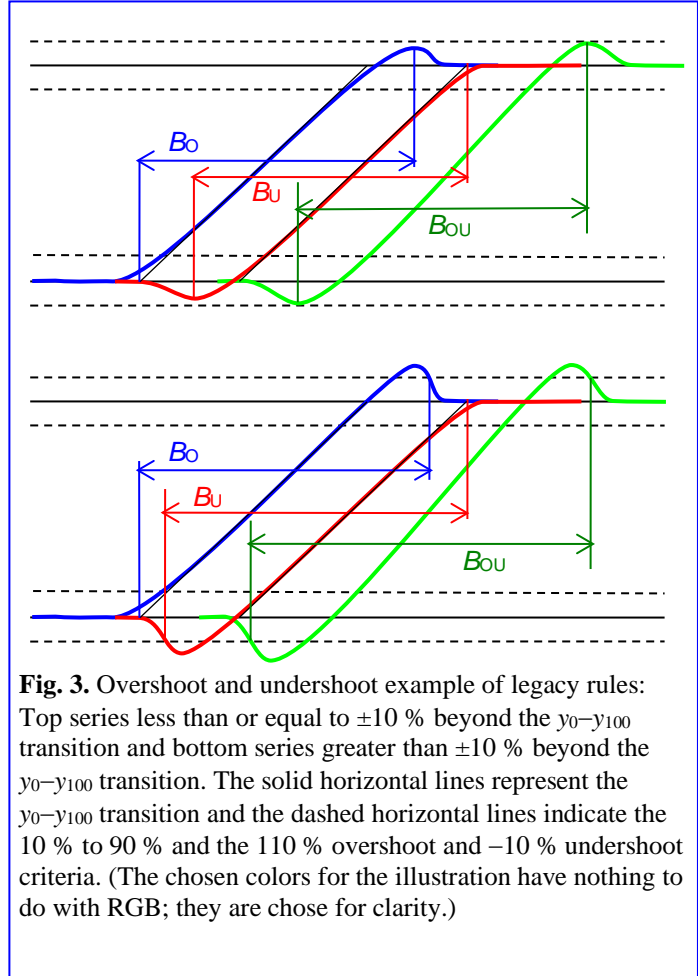 BO
BU
BOU
BO
BU
BOU
Fig. 3. Overshoot and undershoot example of legacy rules:
Top series less than or equal to ±10 % beyond the y0–y100
transition and bottom series greater than ±10 % beyond the
y0–y100 transition. The solid horizontal lines represent the
y0–y100 transition and the dashed horizontal lines indicate the
10 % to 90 % and the 110 % overshoot and –10 % undershoot
criteria. (The chosen colors for the illustration have nothing to
do with RGB; they are chose for clarity.)